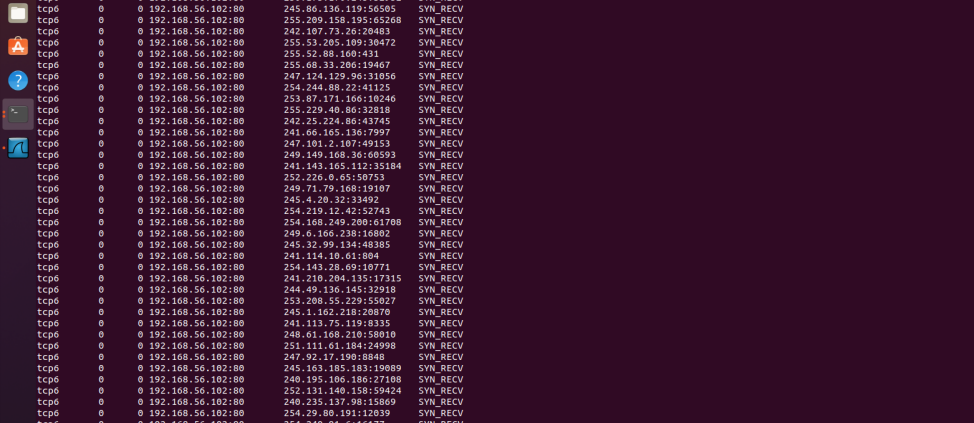 tcp6 0 0 192.168.56.102:80 245.86.136.119:56505 SYN_RECV
tcp6 0 0 192.168.56.102:80 255.209.158.195:65268 SYN_RECV
tcp6 0 0 192.168.56.102:80 242.107.73.26:20483 SYN_RECV
tcp6 0 0 192.168.56.102:80 255.53.205.109:30472 SYN_RECV
tcp6 0 0 192.168.56.102:80 255.52.88.160:431 SYN_RECV
tcp6 0 0 192.168.56.102:80 255.68.33.206:19467 SYN_RECV
tcp6 0 0 192.168.56.102:80 247.124.129.96:31056 SYN_RECV
tcp6 0 0 192.168.56.102:80 254.244.88.22:41125 SYN_RECV
tcp6 0 0 192.168.56.102:80 253.87.171.166:10246 SYN_RECV
tcp6 0 0 192.168.56.102:80 255.229.40.86:32818 SYN_RECV
tcp6 0 0 192.168.56.102:80 242.25.224.86:43745 SYN_RECV
tcp6 0 0 192.168.56.102:80 241.66.165.136:7997 SYN_RECV
tcp6 0 0 192.168.56.102:80 247.101.2.107:49153 SYN_RECV
tcp6 0 0 192.168.56.102:80 249.149.168.36:60593 SYN_RECV
tcp6 0 0 192.168.56.102:80 241.143.165.112:35184 SYN_RECV
tcp6 0 0 192.168.56.102:80 252.226.0.65:50753 SYN_RECV
tcp6 0 0 192.168.56.102:80 249.71.79.168:19107 SYN_RECV
tcp6 0 0 192.168.56.102:80 245.4.20.32:33492 SYN_RECV
tcp6 0 0 192.168.56.102:80 254.219.12.42:52743 SYN_RECV
tcp6 0 0 192.168.56.102:80 254.168.249.200:61708 SYN_RECV
tcp6 0 0 192.168.56.102:80 249.6.166.238:16802 SYN_RECV
tcp6 0 0 192.168.56.102:80 245.32.99.134:48385 SYN_RECV
tcp6 0 0 192.168.56.102:80 241.114.10.61:804 SYN_RECV
tcp6 0 0 192.168.56.102:80 254.143.28.69:10771 SYN_RECV
tcp6 0 0 192.168.56.102:80 241.210.204.135:17315 SYN_RECV
tcp6 0 0 192.168.56.102:80 244.49.136.145:32918 SYN_RECV
tcp6 0 0 192.168.56.102:80 253.208.55.229:55027 SYN_RECV
tcp6 0 0 192.168.56.102:80 245.1.162.218:20870 SYN_RECV
tcp6 0 0 192.168.56.102:80 241.113.75.119:8335 SYN_RECV
tcp6 0 0 192.168.56.102:80 248.61.168.210:58010 SYN_RECV
tcp6 0 0 192.168.56.102:80 251.111.61.184:24998 SYN_RECV
tcp6 0 0 192.168.56.102:80 247.92.17.190:8848 SYN_RECV
tcp6 0 0 192.168.56.102:80 245.163.185.183:19089 SYN_RECV
tcp6 0 0 192.168.56.102:80 240.195.106.186:27108 SYN_RECV
tcp6 0 0 192.168.56.102:80 252.131.140.158:59424 SYN_RECV
tcp6 0 0 192.168.56.102:80 240.235.137.98:15869 SYN_RECV
tcp6 0 0 192.168.56.102:80 254.29.80.191:12039 SYN_RECV